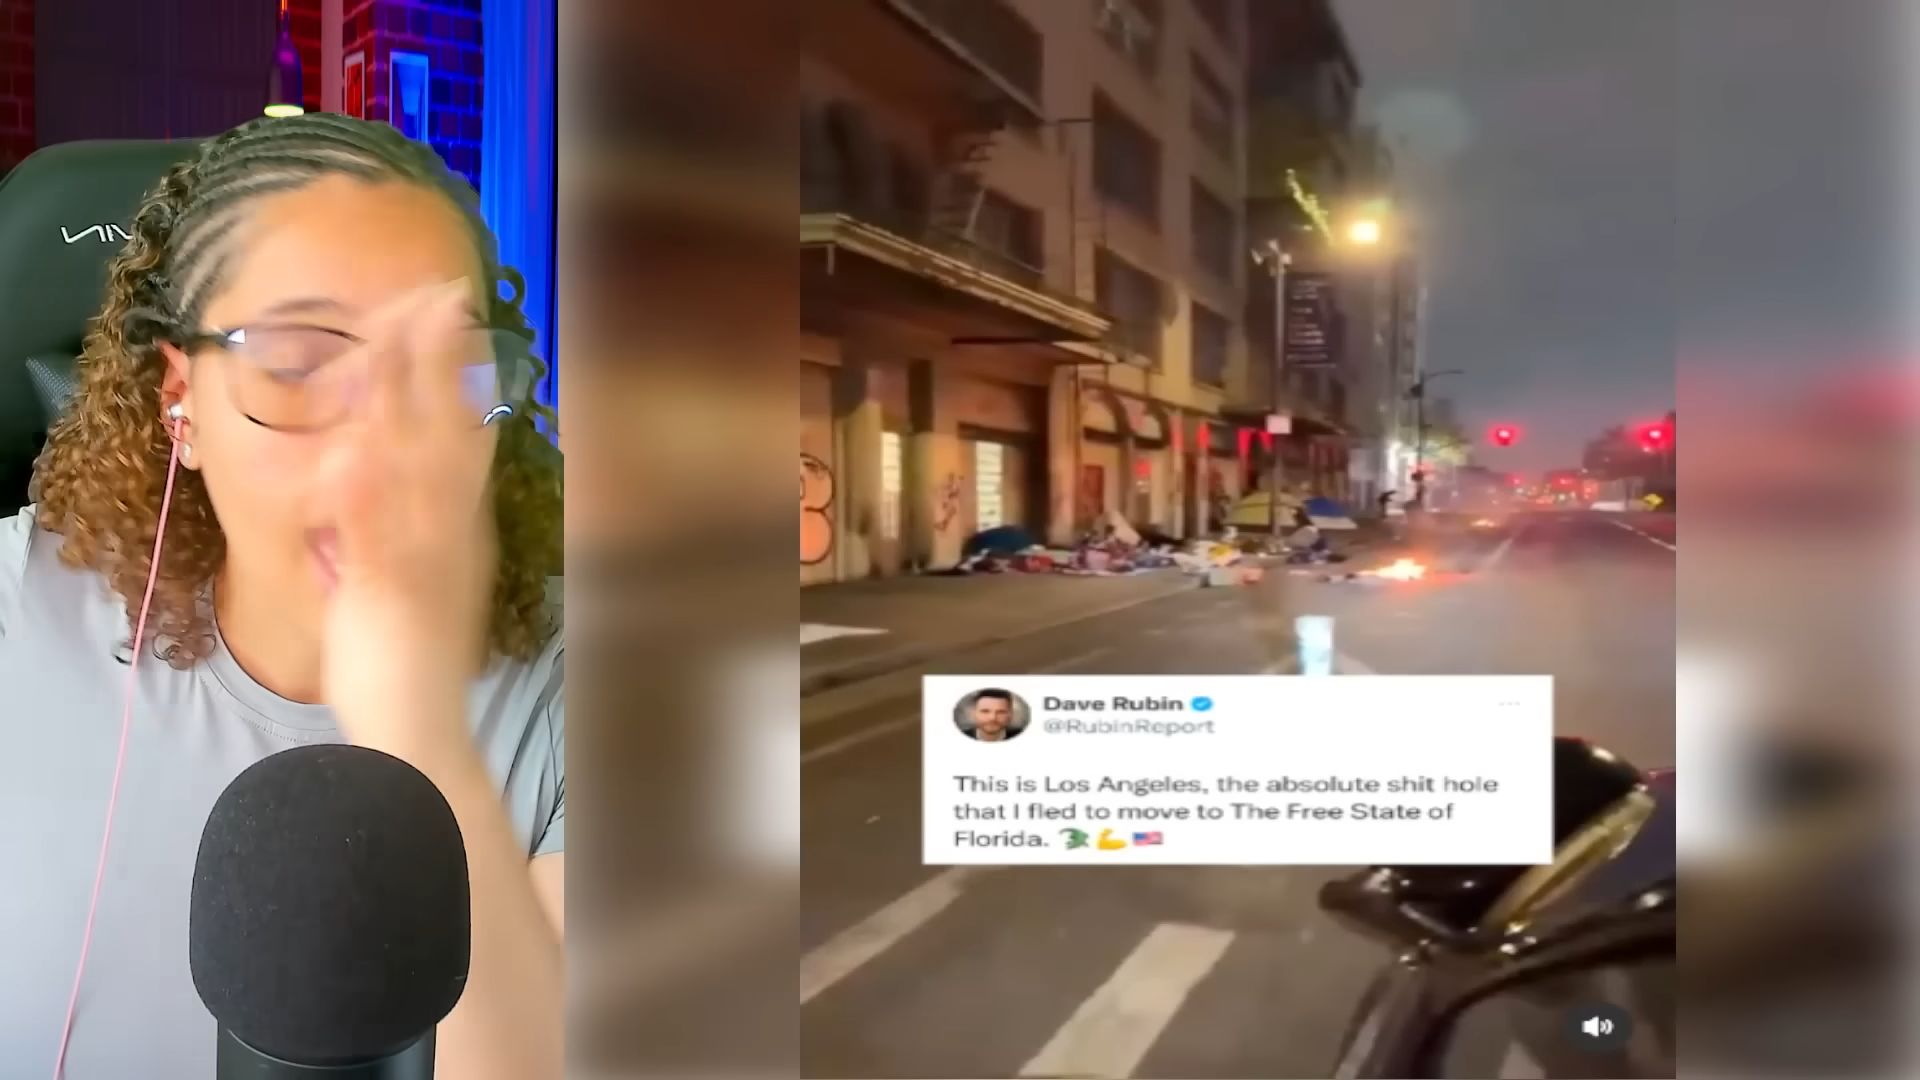 Dave Rubin
@RubinReport
This is Los Angeles, the absolute shit hole
that I fled to move to The Free State of
Florida. 🐊💪🇺🇸